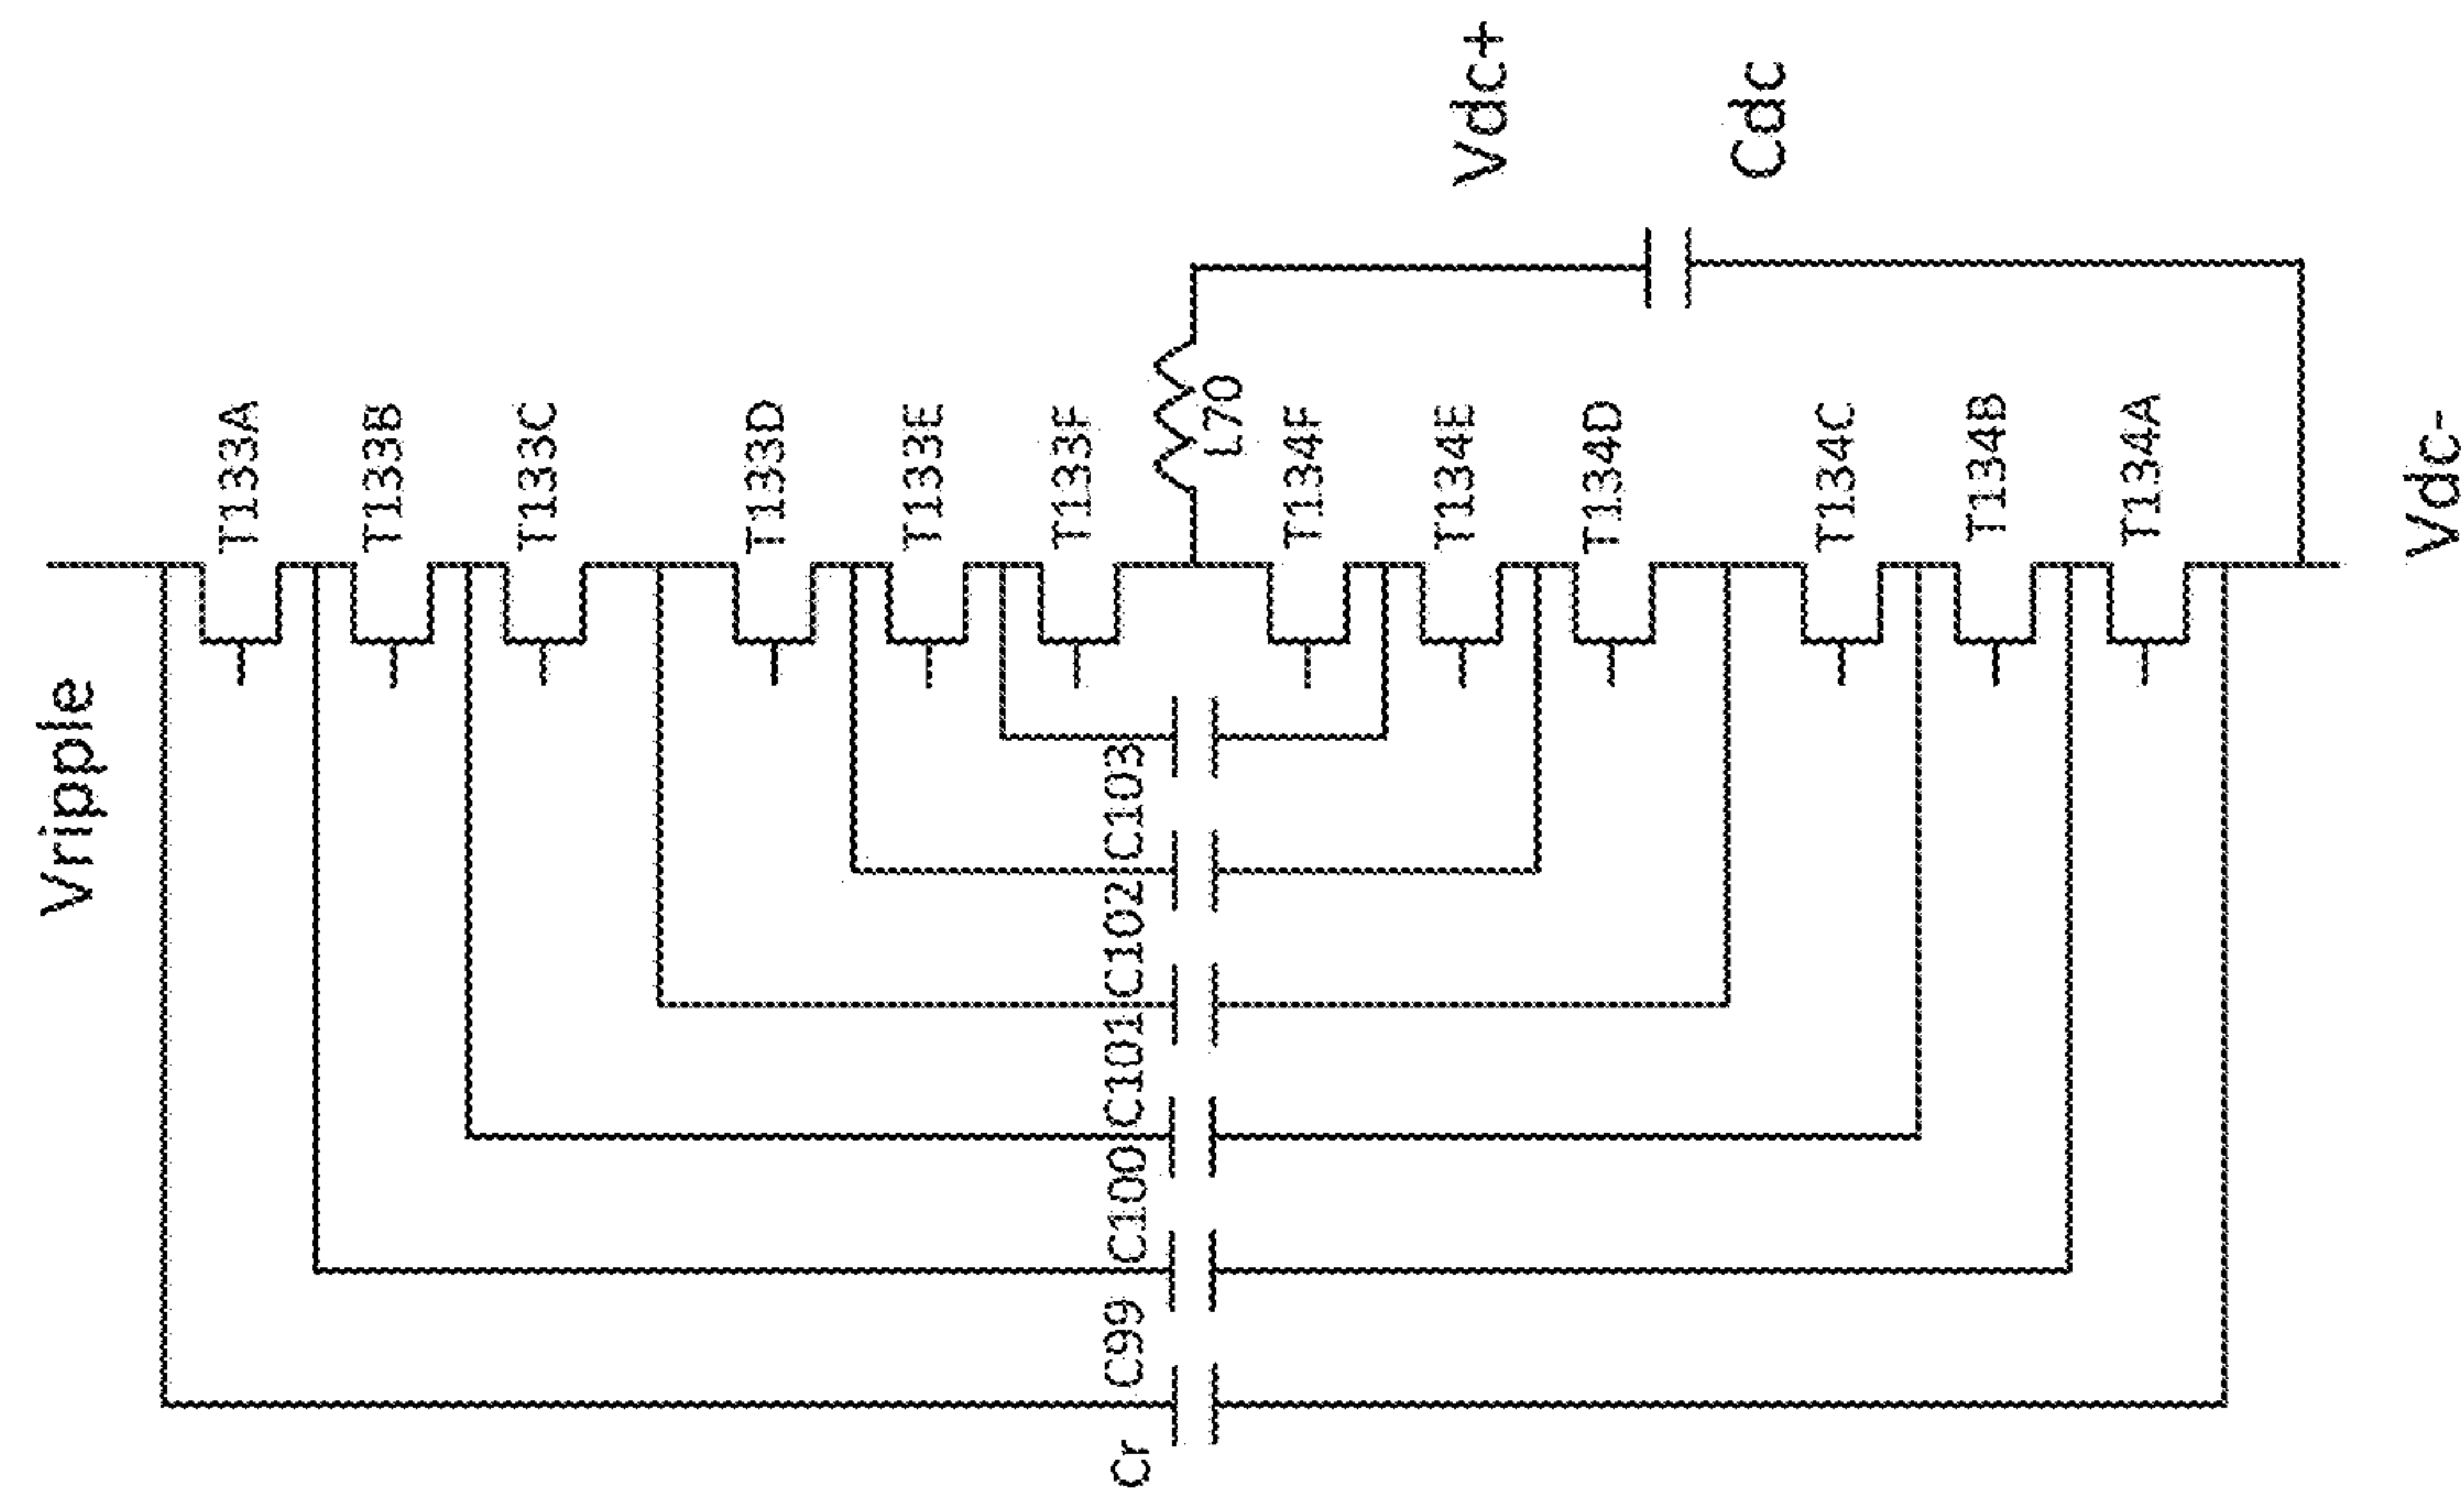 Vripple
T133A
T133B
T133C
T133D
T133E
T133F
L70
T134F
T134E
T134D
T134C
T134B
T134A
Vdc+
Cdc
Vdc-
cr
C99
C100
C101
C102
C103